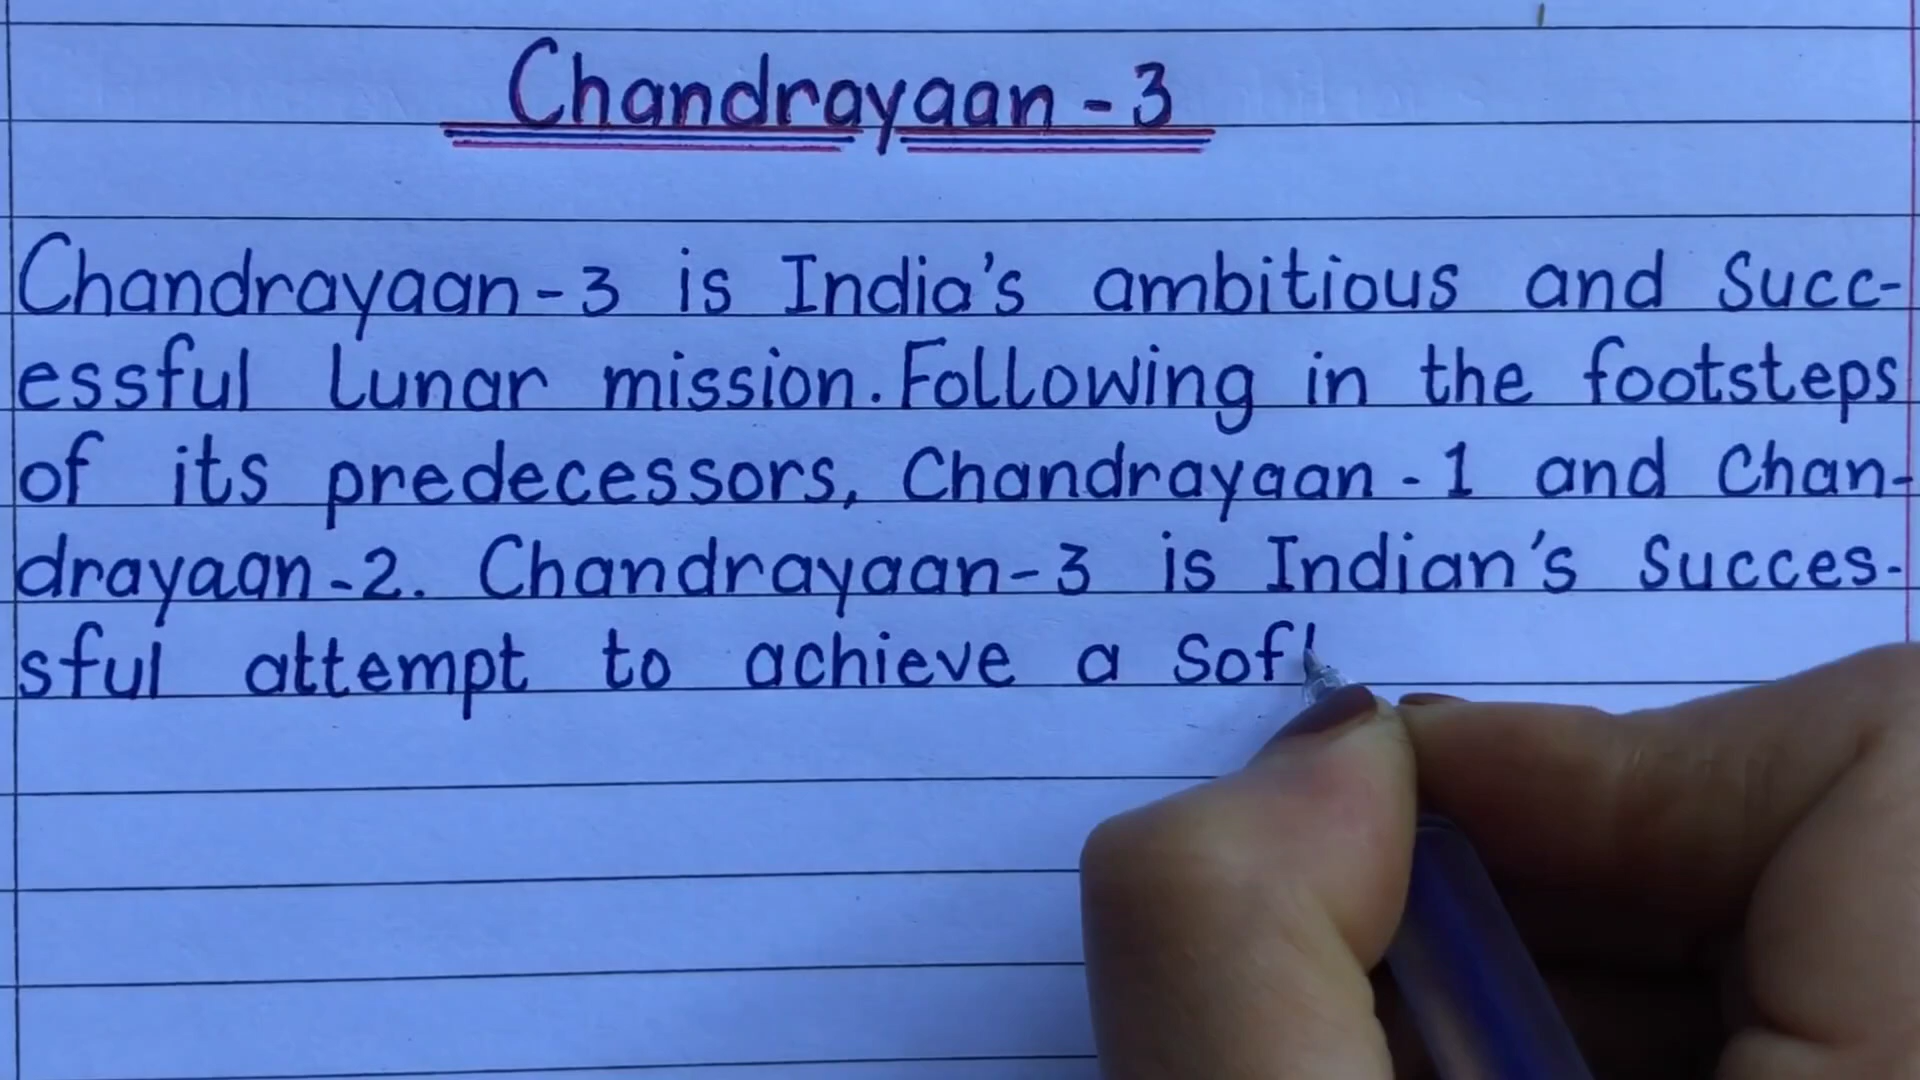 Chandrayaan - 3
Chandrayaan - 3 is India's ambitious and Succ-
essful Lunar mission. Following in the footsteps
of its predecessors, Chandrayaan - 1 and Chan-
drayaan - 2. Chandrayaan - 3 is Indian's Succes-
sful attempt to achieve a Sof